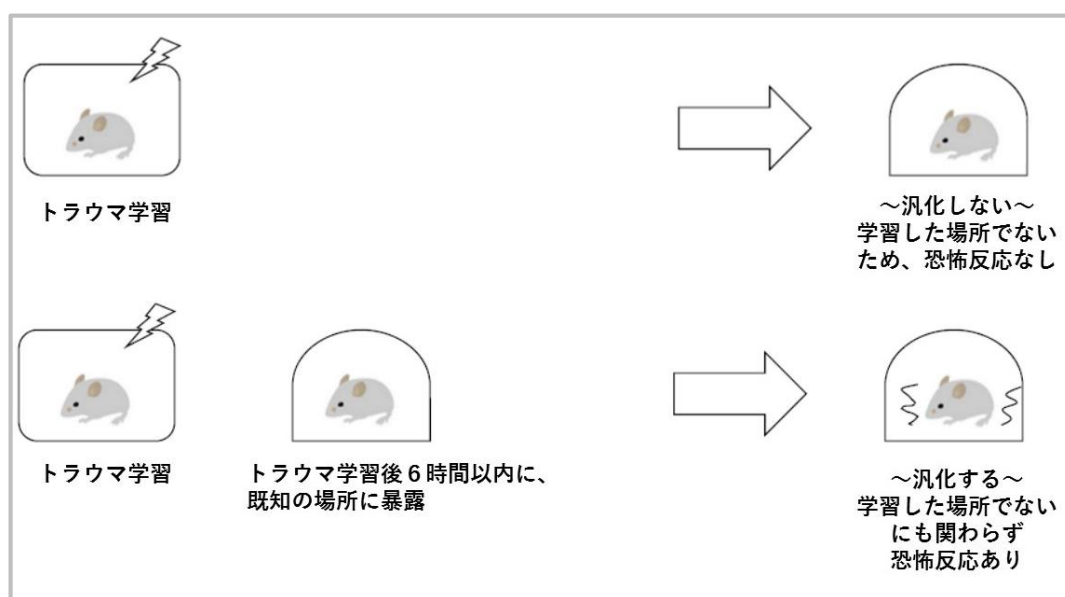 トラウマ学習
～汎化しない～
学習した場所でない
ため、恐怖反応なし
トラウマ学習
トラウマ学習後６時間以内に、
既知の場所に暴露
～汎化する～
学習した場所でない
にも関わらず
恐怖反応あり